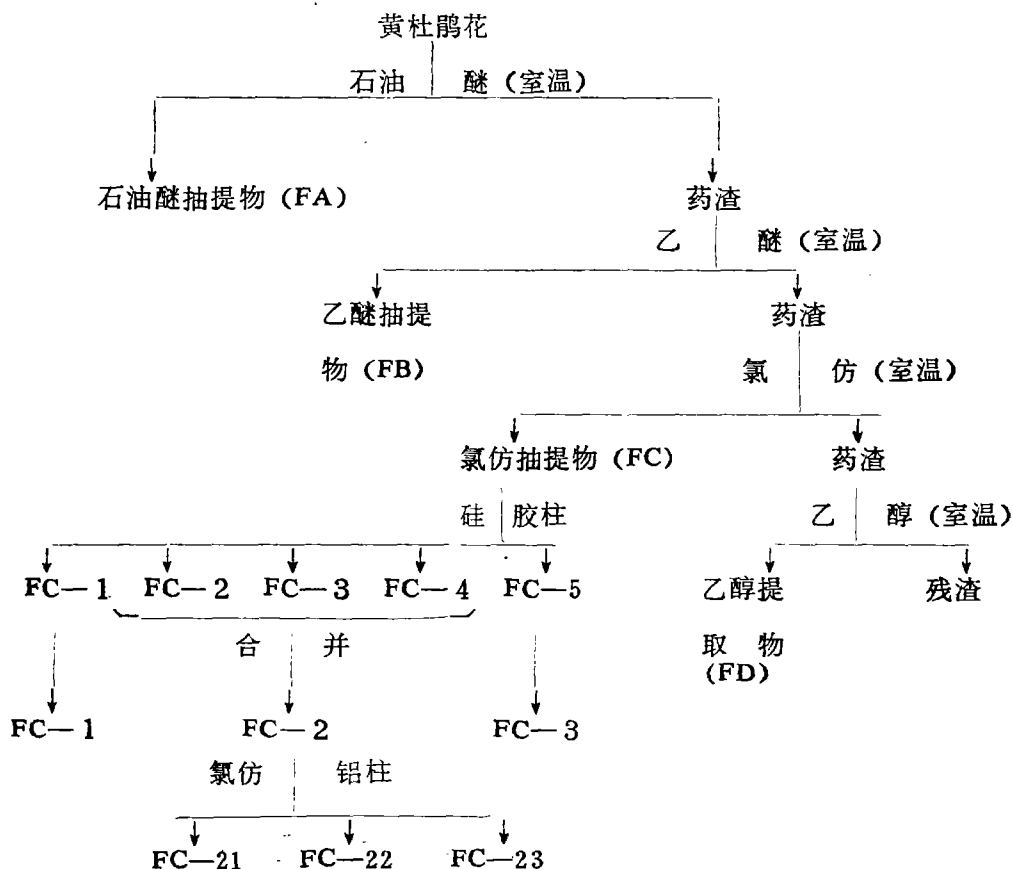 黄杜鹃花
石油 醚（室温）
石油醚抽提物（FA） 药渣
乙 醚（室温）
乙醚抽提 药渣
物（FB） 氯 仿（室温）
氯仿抽提物（FC） 药渣
硅 胶柱 乙 醇（室温）
FC—1 FC—2 FC—3 FC—4 FC—5 乙醇提 残渣
合 并 取 物
(FD)
FC—1 FC—2 FC—3
氯仿 铝柱
FC—21 FC—22 FC—23